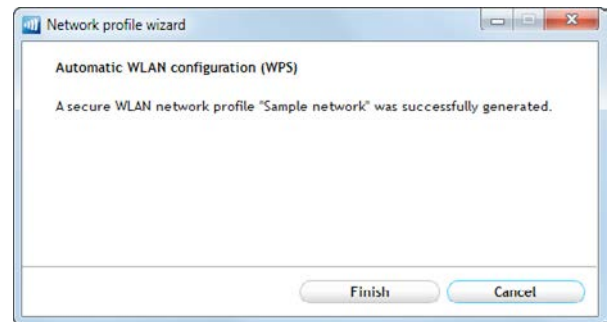 Network profile wizard
Automatic WLAN configuration (WPS)
A secure WLAN network profile "Sample network" was successfully generated.
Finish
Cancel